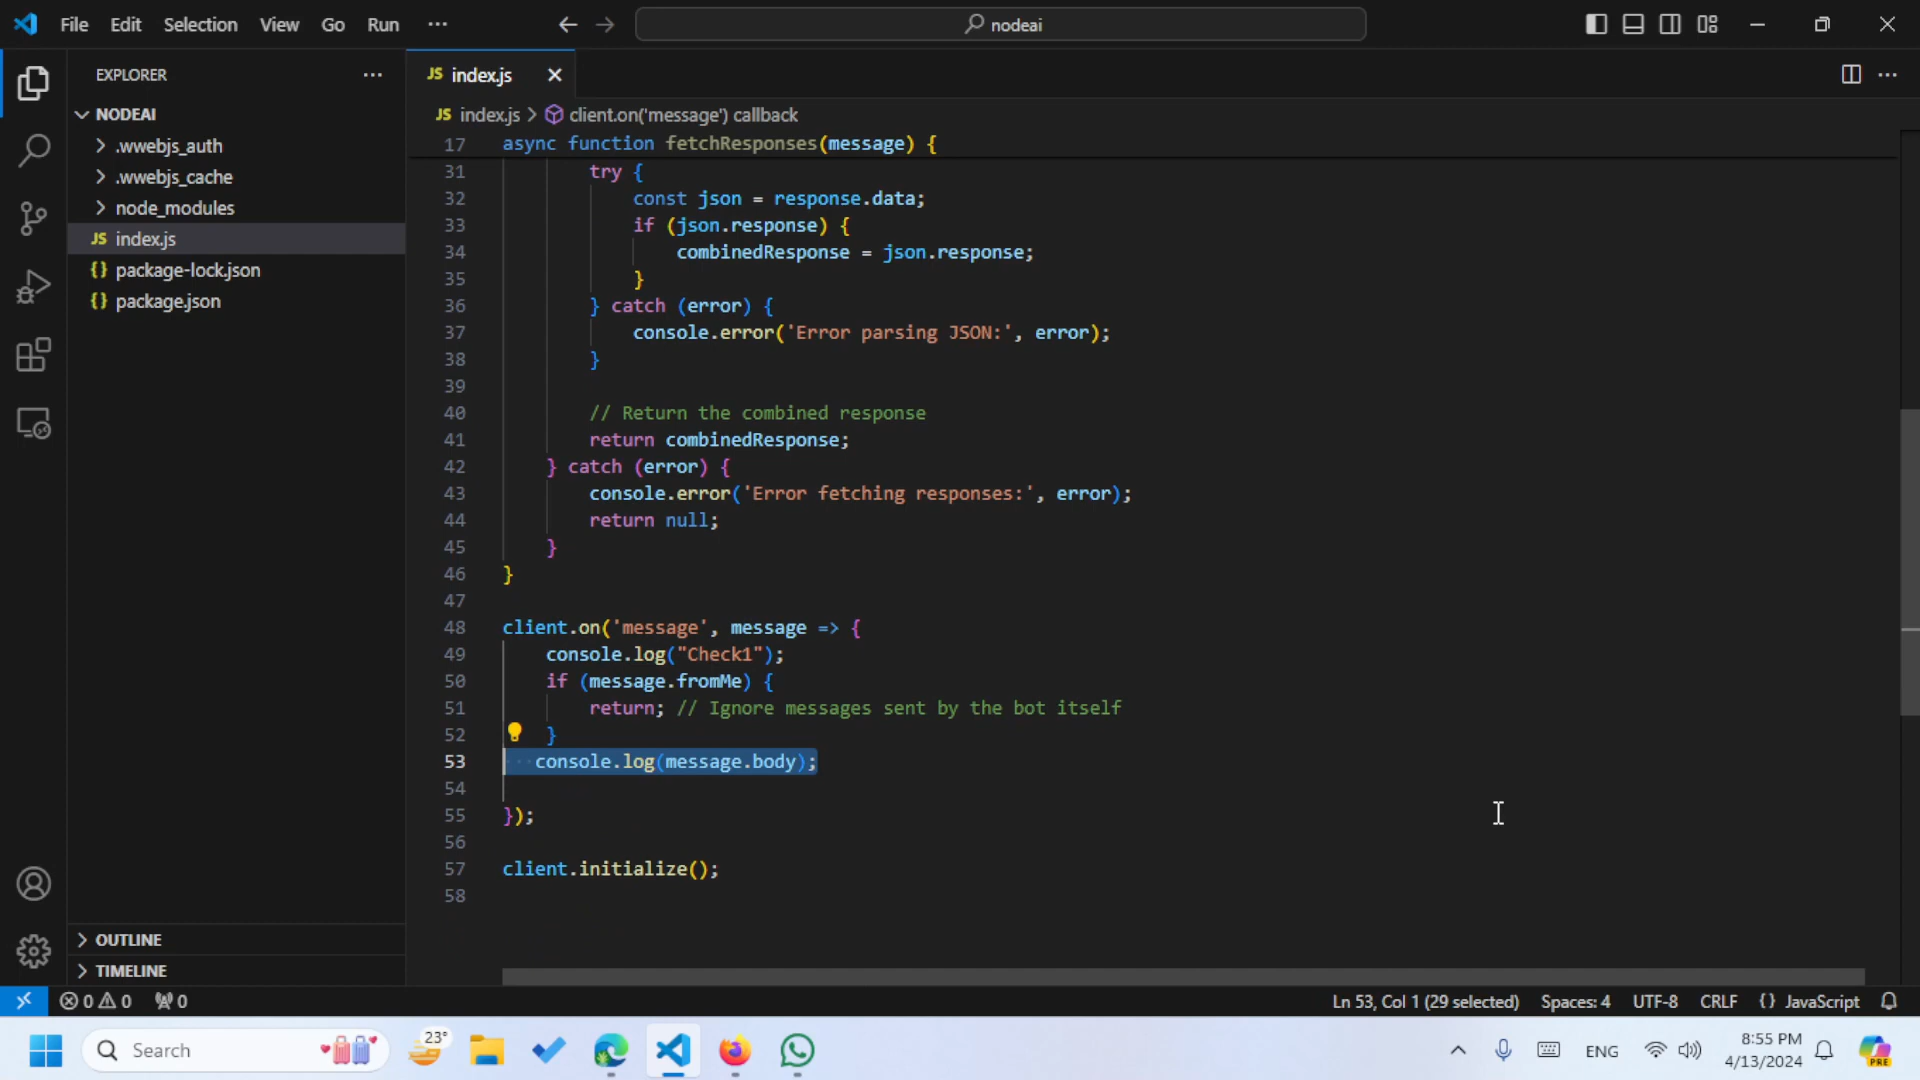 File Edit Selection View Go Run ··· nodeai
EXPLORER ···
NODEAI
.wwebjs_auth
.wwebjs_cache
node_modules
JS index.js
{} package-lock.json
{} package.json
OUTLINE
TIMELINE
JS index.js
JS index.js > client.on('message') callback
17 async function fetchResponses(message) {
31 try {
32 const json = response.data;
33 if (json.response) {
34 combinedResponse = json.response;
35 }
36 } catch (error) {
37 console.error('Error parsing JSON:', error);
38 }
39
40 // Return the combined response
41 return combinedResponse;
42 } catch (error) {
43 console.error('Error fetching responses:', error);
44 return null;
45 }
46 }
47
48 client.on('message', message => {
49 console.log("Check1");
50 if (message.fromMe) {
51 return; // Ignore messages sent by the bot itself
52 }
53 console.log(message.body);
54
55 });
56
57 client.initialize();
58
0 0 0 Ln 53, Col 1 (29 selected) Spaces: 4 UTF-8 CRLF {} JavaScript
Search 23° ENG 8:55 PM
4/13/2024
PRE